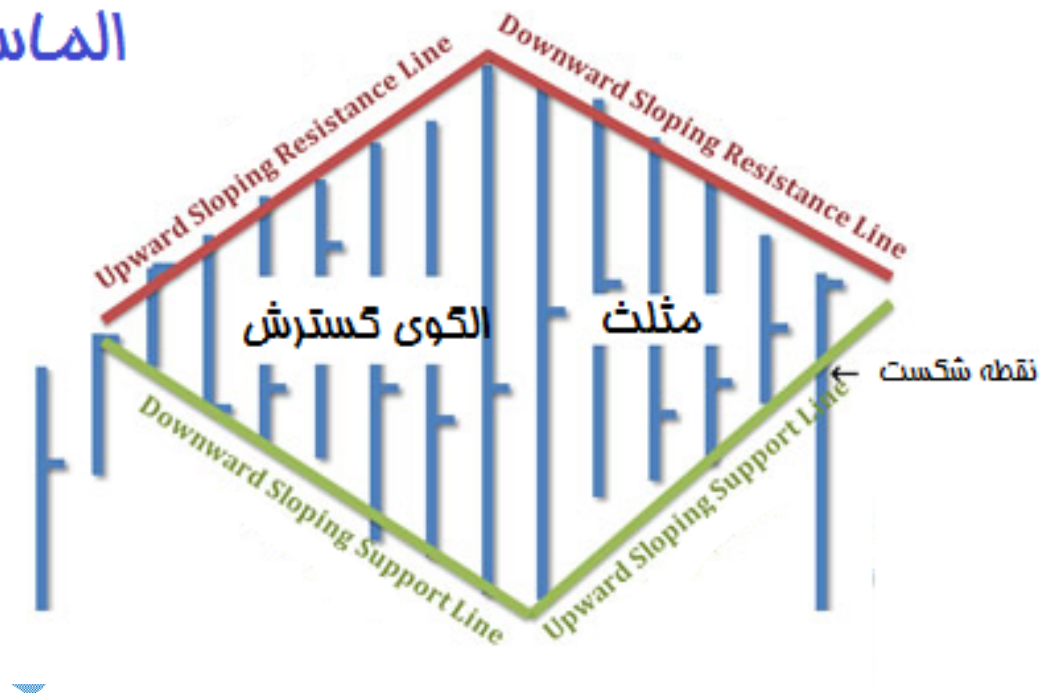 Downward Sloping Resistance Line
Upward Sloping Resistance Line
الگوی گسترش
مثلث
نقطه شکست ←
Downward Sloping Support Line
Upward Sloping Support Line